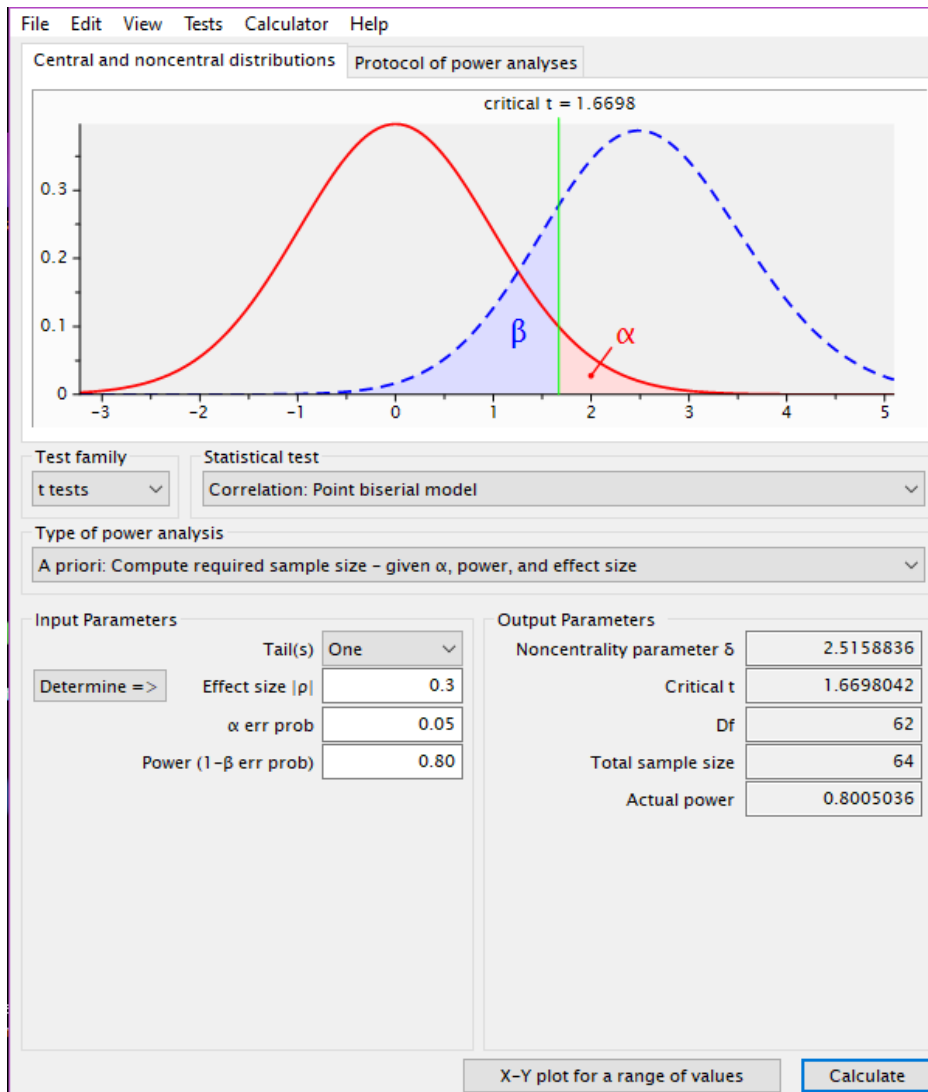 File Edit View Tests Calculator Help
Central and noncentral distributions Protocol of power analyses
critical t = 1.6698
0.3
0.2
0.1
0
β
α
-3 -2 -1 0 1 2 3 4 5
Test family Statistical test
t tests Correlation: Point biserial model
Type of power analysis
A priori: Compute required sample size - given α, power, and effect size
Input Parameters Output Parameters
Tail(s) One Noncentrality parameter δ 2.5158836
Determine => Effect size |ρ| 0.3 Critical t 1.6698042
α err prob 0.05 Df 62
Power (1-β err prob) 0.80 Total sample size 64
Actual power 0.8005036
X-Y plot for a range of values Calculate